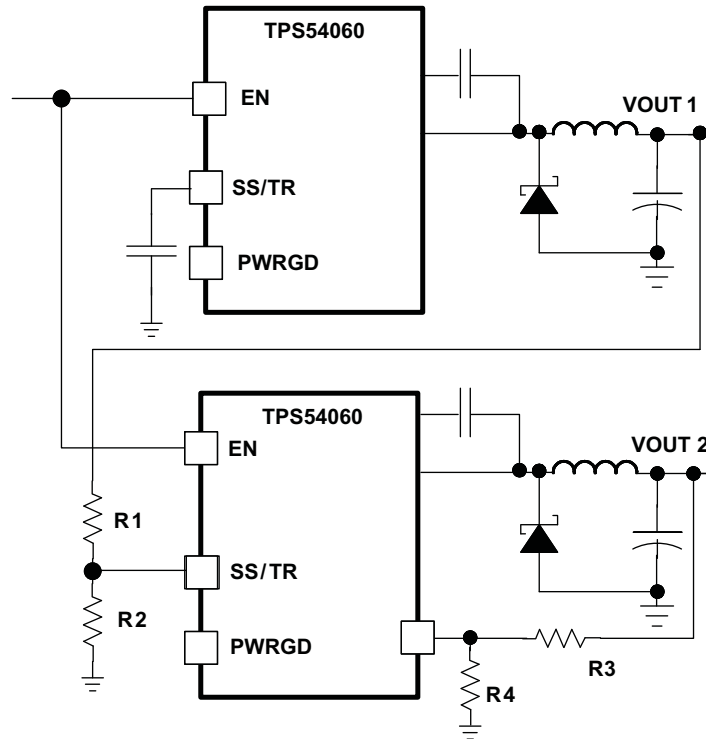 TPS54060
EN
VOUT 1
SS/TR
PWRGD
TPS54060
EN
VOUT 2
R1
SS/TR
R2
PWRGD
R3
R4